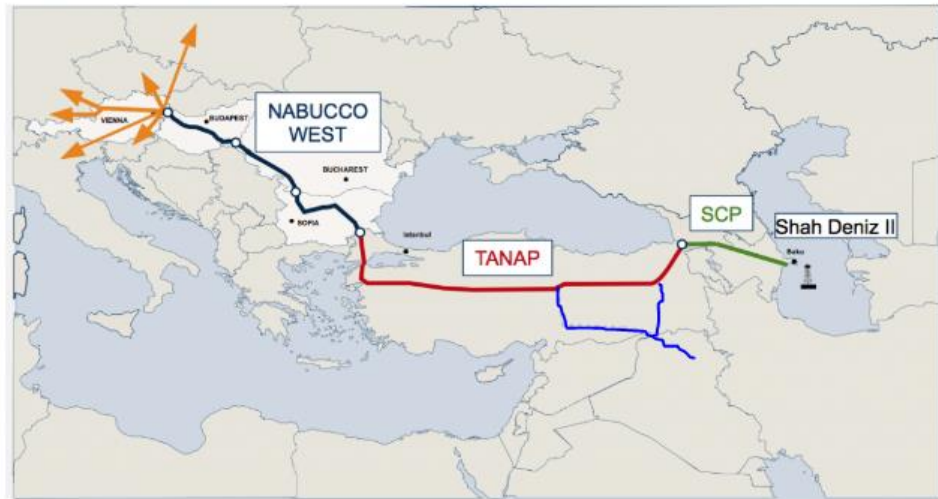 VIENNA
BUDAPEST
NABUCCO
WEST
BUCHAREST
SOFIA
Istanbul
TANAP
SCP
Shah Deniz II
Baku